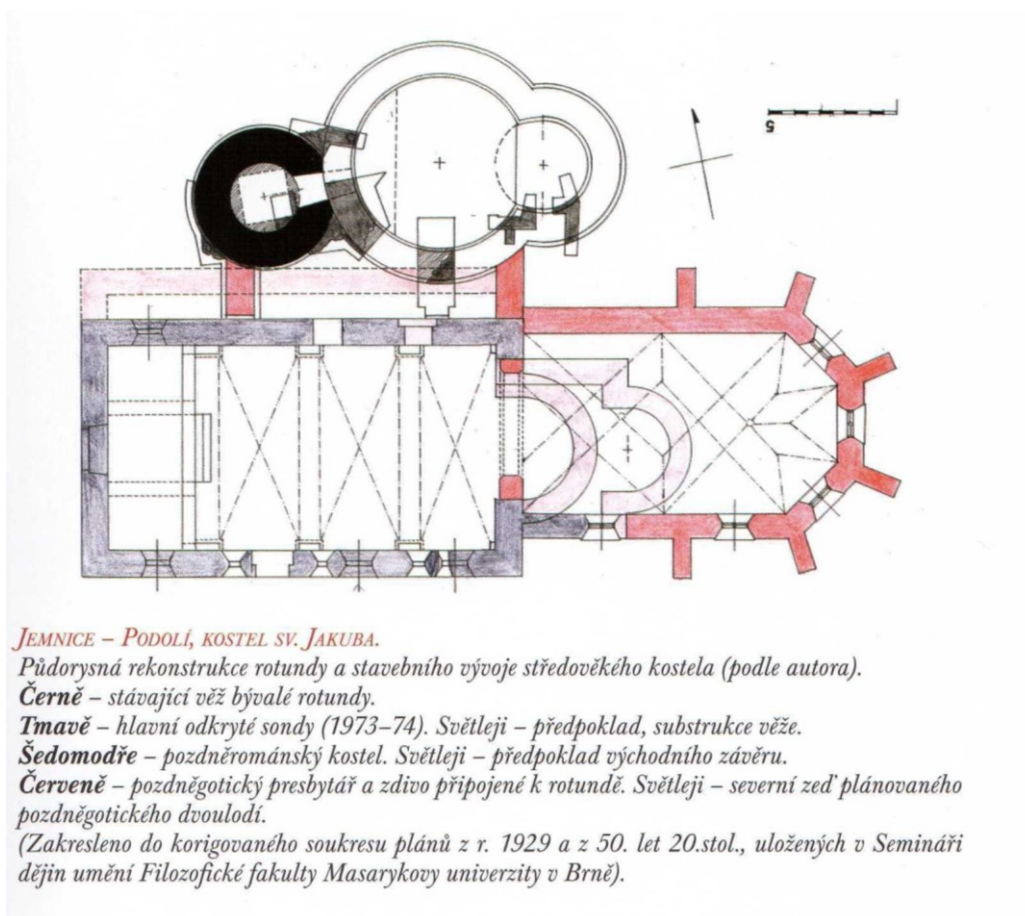 5
JEMNICE – PODOLÍ, KOSTEL SV. JAKUBA.
Půdorysná rekonstrukce rotundy a stavebního vývoje středověkého kostela (podle autora).
Černě – stávající věž bývalé rotundy.
Tmavě – hlavní odkryté sondy (1973–74). Světleji – předpoklad, substrukce věže.
Šedomodře – pozdněrománský kostel. Světleji – předpoklad východního závěru.
Červeně – pozdněgotický presbytář a zdivo připojené k rotundě. Světleji – severní zeď plánovaného
pozdněgotického dvoulodí.
(Zakresleno do korigovaného soukresu plánů z r. 1929 a z 50. let 20.stol., uložených v Semináři
dějin umění Filozofické fakulty Masarykovy univerzity v Brně).